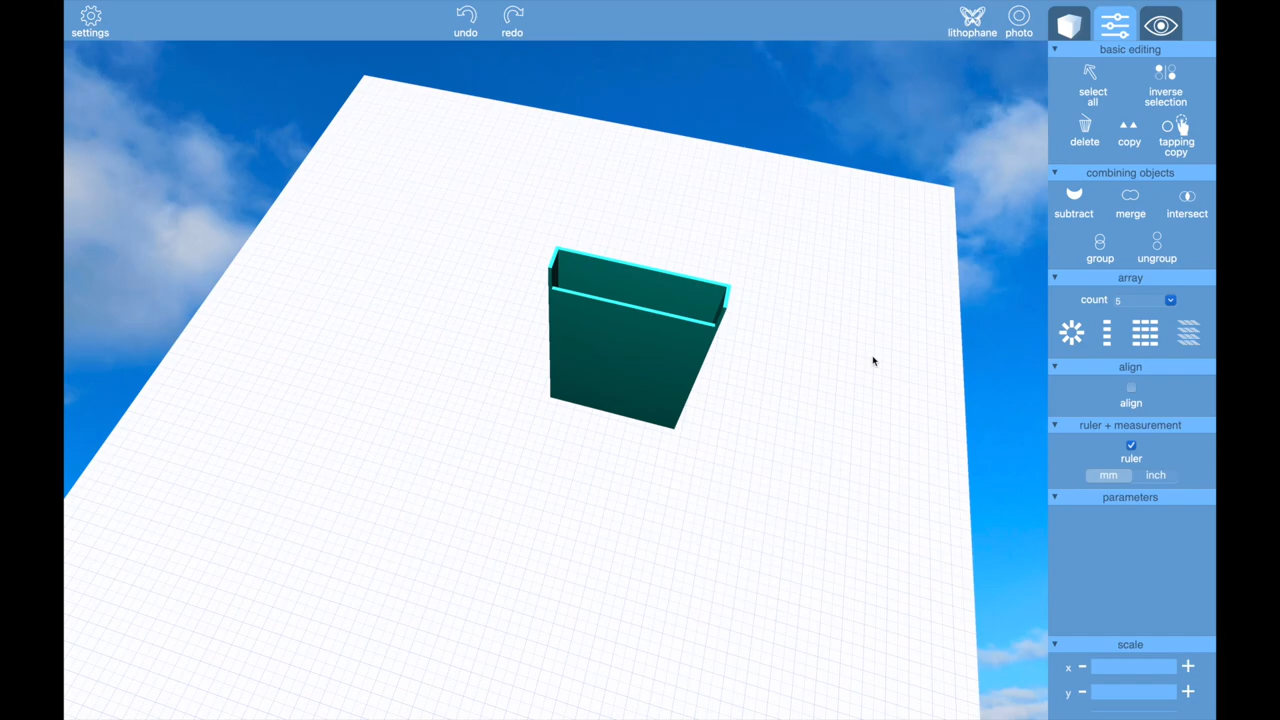 settings
undo
redo
lithophane
photo
basic editing
select all
inverse selection
delete
copy
tapping copy
combining objects
subtract
merge
intersect
group
ungroup
array
count 5
align
align
ruler + measurement
ruler
mm
inch
parameters
scale
x - +
y - +